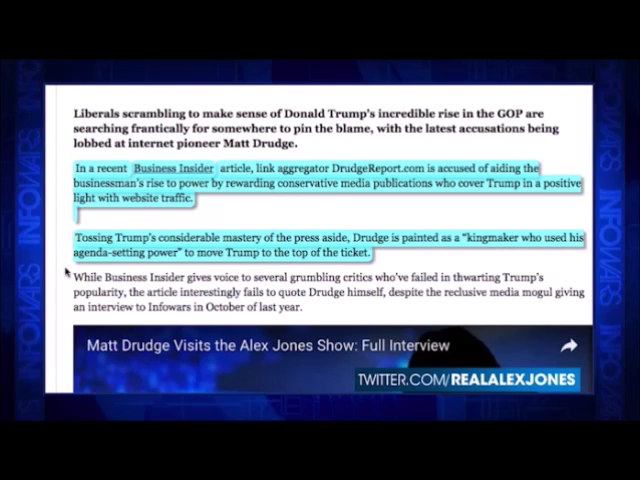 Liberals scrambling to make sense of Donald Trump's incredible rise in the GOP are
searching frantically for somewhere to pin the blame, with the latest accusations being
lobbed at internet pioneer Matt Drudge.
In a recent Business Insider article, link aggregator DrudgeReport.com is accused of aiding the
businessman's rise to power by rewarding conservative media publications who cover Trump in a positive
light with website traffic.
Tossing Trump's considerable mastery of the press aside, Drudge is painted as a "kingmaker who used his
agenda-setting power" to move Trump to the top of the ticket.
While Business Insider gives voice to several grumbling critics who've failed in thwarting Trump's
popularity, the article interestingly fails to quote Drudge himself, despite the reclusive media mogul giving
an interview to Infowars in October of last year.
Matt Drudge Visits the Alex Jones Show: Full Interview
TWITTER.COM/REALALEXJONES
INFOWARS
INFOWARS
INFOWARS
INFOWARS